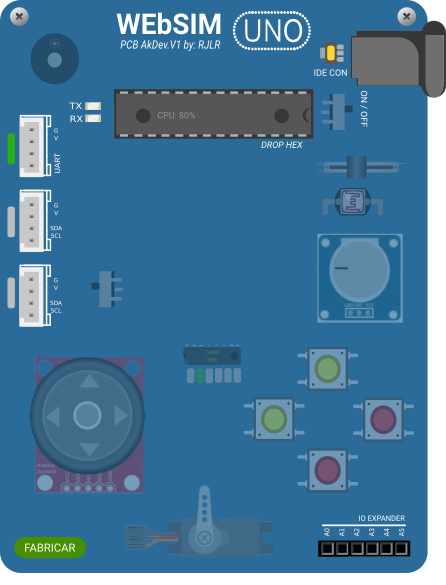 WEbSIM
UNO
PCB AkDev.V1 by: RJLR
IDE CON
ON / OFF
TX
RX
CPU: 80%
DROP HEX
G
V
UART
G
V
SDA
SCL
G
V
SDA
SCL
IO EXPANDER
A0
A1
A2
A3
A4
A5
FABRICAR